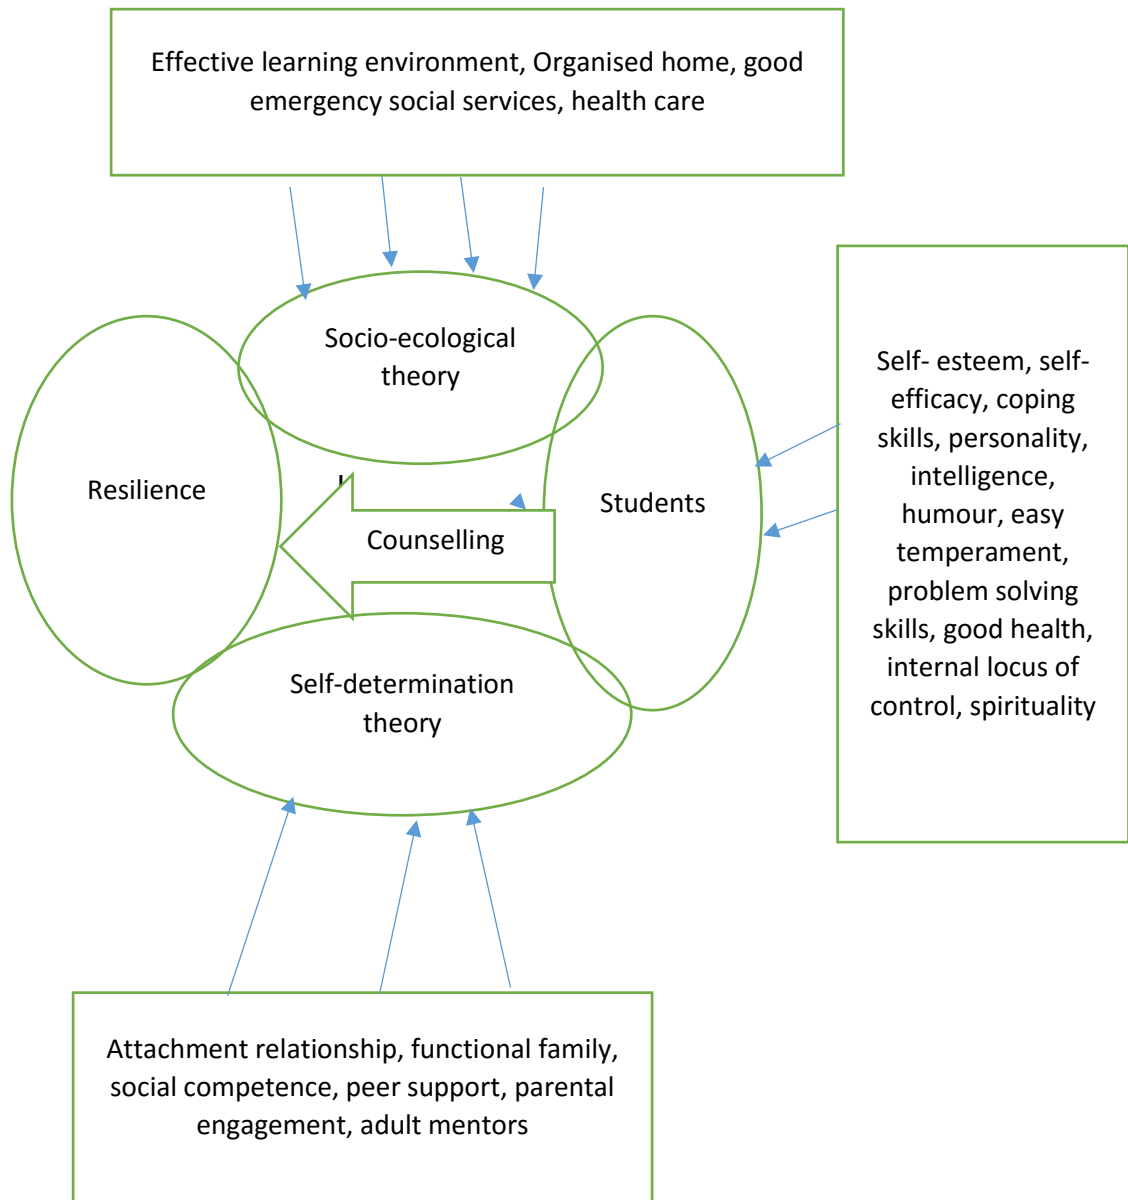 Effective learning environment, Organised home, good
emergency social services, health care
Socio-ecological
theory
Resilience
Students
Counselling
Self-determination
theory
Self- esteem, self-
efficacy, coping
skills, personality,
intelligence,
humour, easy
temperament,
problem solving
skills, good health,
internal locus of
control, spirituality
Attachment relationship, functional family,
social competence, peer support, parental
engagement, adult mentors